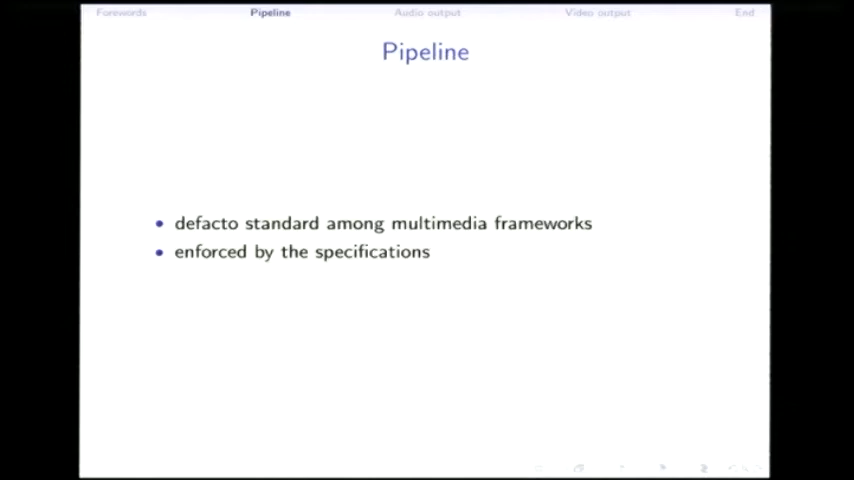 Forewords Pipeline Audio output Video output End
Pipeline
• defacto standard among multimedia frameworks
• enforced by the specifications